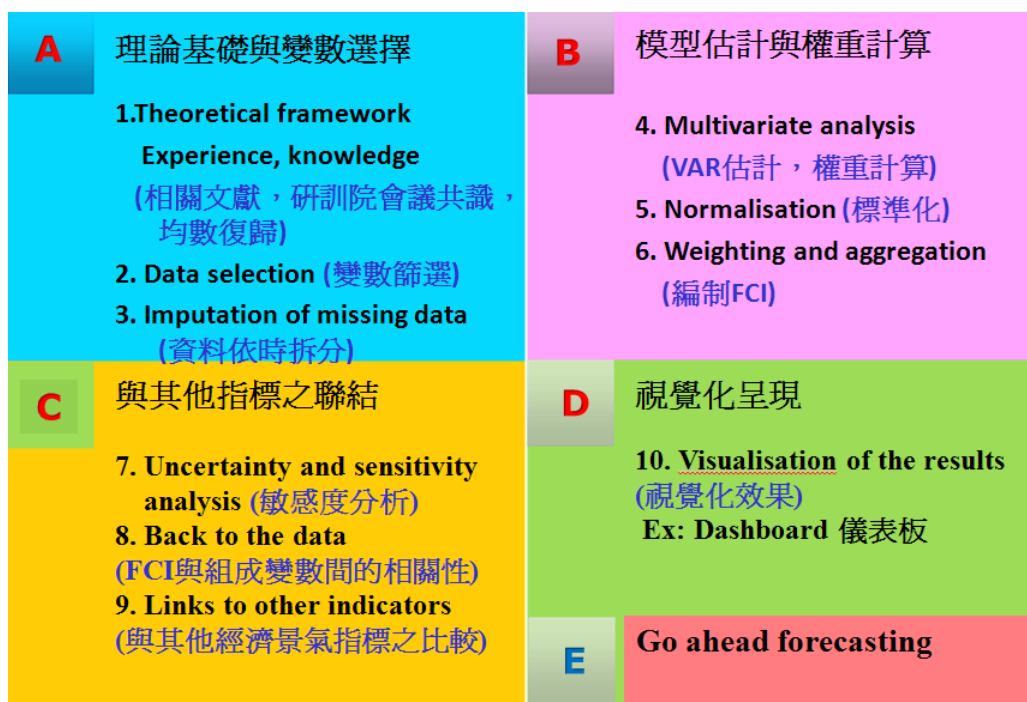 A
理論基礎與變數選擇
1.Theoretical framework
Experience, knowledge
(相關文獻，研訓院會議共識，
均數復歸)
2. Data selection (變數篩選)
3. Imputation of missing data
(資料依時拆分)
B
模型估計與權重計算
4. Multivariate analysis
(VAR估計，權重計算)
5. Normalisation (標準化)
6. Weighting and aggregation
(編制FCI)
C
與其他指標之聯結
7. Uncertainty and sensitivity
analysis (敏感度分析)
8. Back to the data
(FCI與組成變數間的相關性)
9. Links to other indicators
(與其他經濟景氣指標之比較)
D
視覺化呈現
10. Visualisation of the results
(視覺化效果)
Ex: Dashboard 儀表板
E
Go ahead forecasting